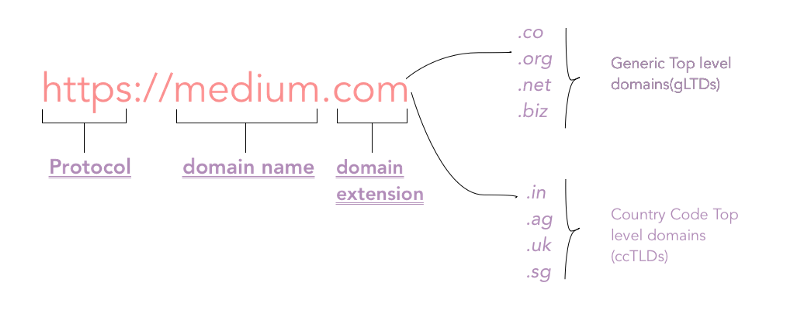 https://medium.com
Protocol
domain name
domain
extension
.co
.org
.net
.biz
Generic Top level
domains(gLTDs)
.in
.ag
.uk
.sg
Country Code Top
level domains
(ccTLDs)